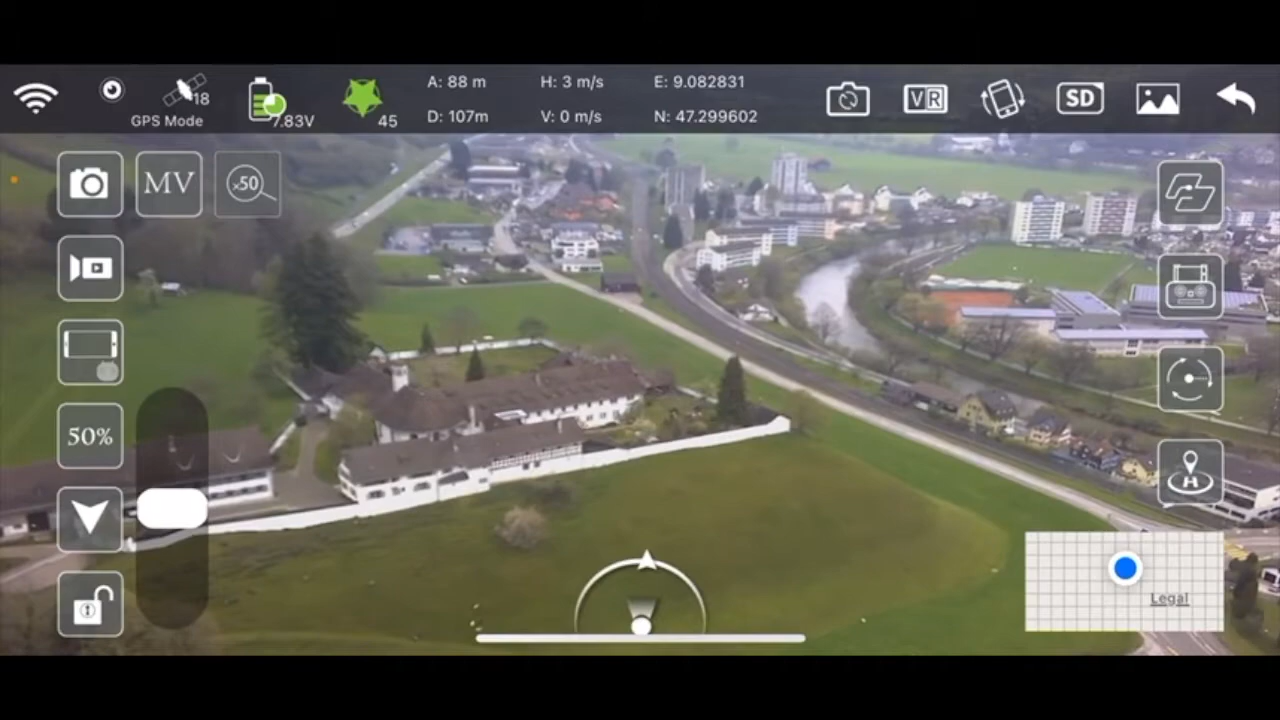 18
GPS Mode
7.83V
45
A: 88 m
D: 107m
H: 3 m/s
V: 0 m/s
E: 9.082831
N: 47.299602
VR
SD
MV
x50
50%
H
Legal